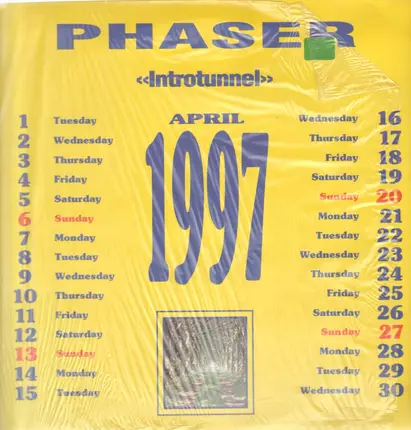 PHASER
«Introtunnel»
APRIL
1997
1 Tuesday
2 Wednesday
3 Thursday
4 Friday
5 Saturday
6 Sunday
7 Monday
8 Tuesday
9 Wednesday
10 Thursday
11 Friday
12 Saturday
13 Sunday
14 Monday
15 Tuesday
Wednesday 16
Thursday 17
Friday 18
Saturday 19
Sunday 20
Monday 21
Tuesday 22
Wednesday 23
Thursday 24
Friday 25
Saturday 26
Sunday 27
Monday 28
Tuesday 29
Wednesday 30